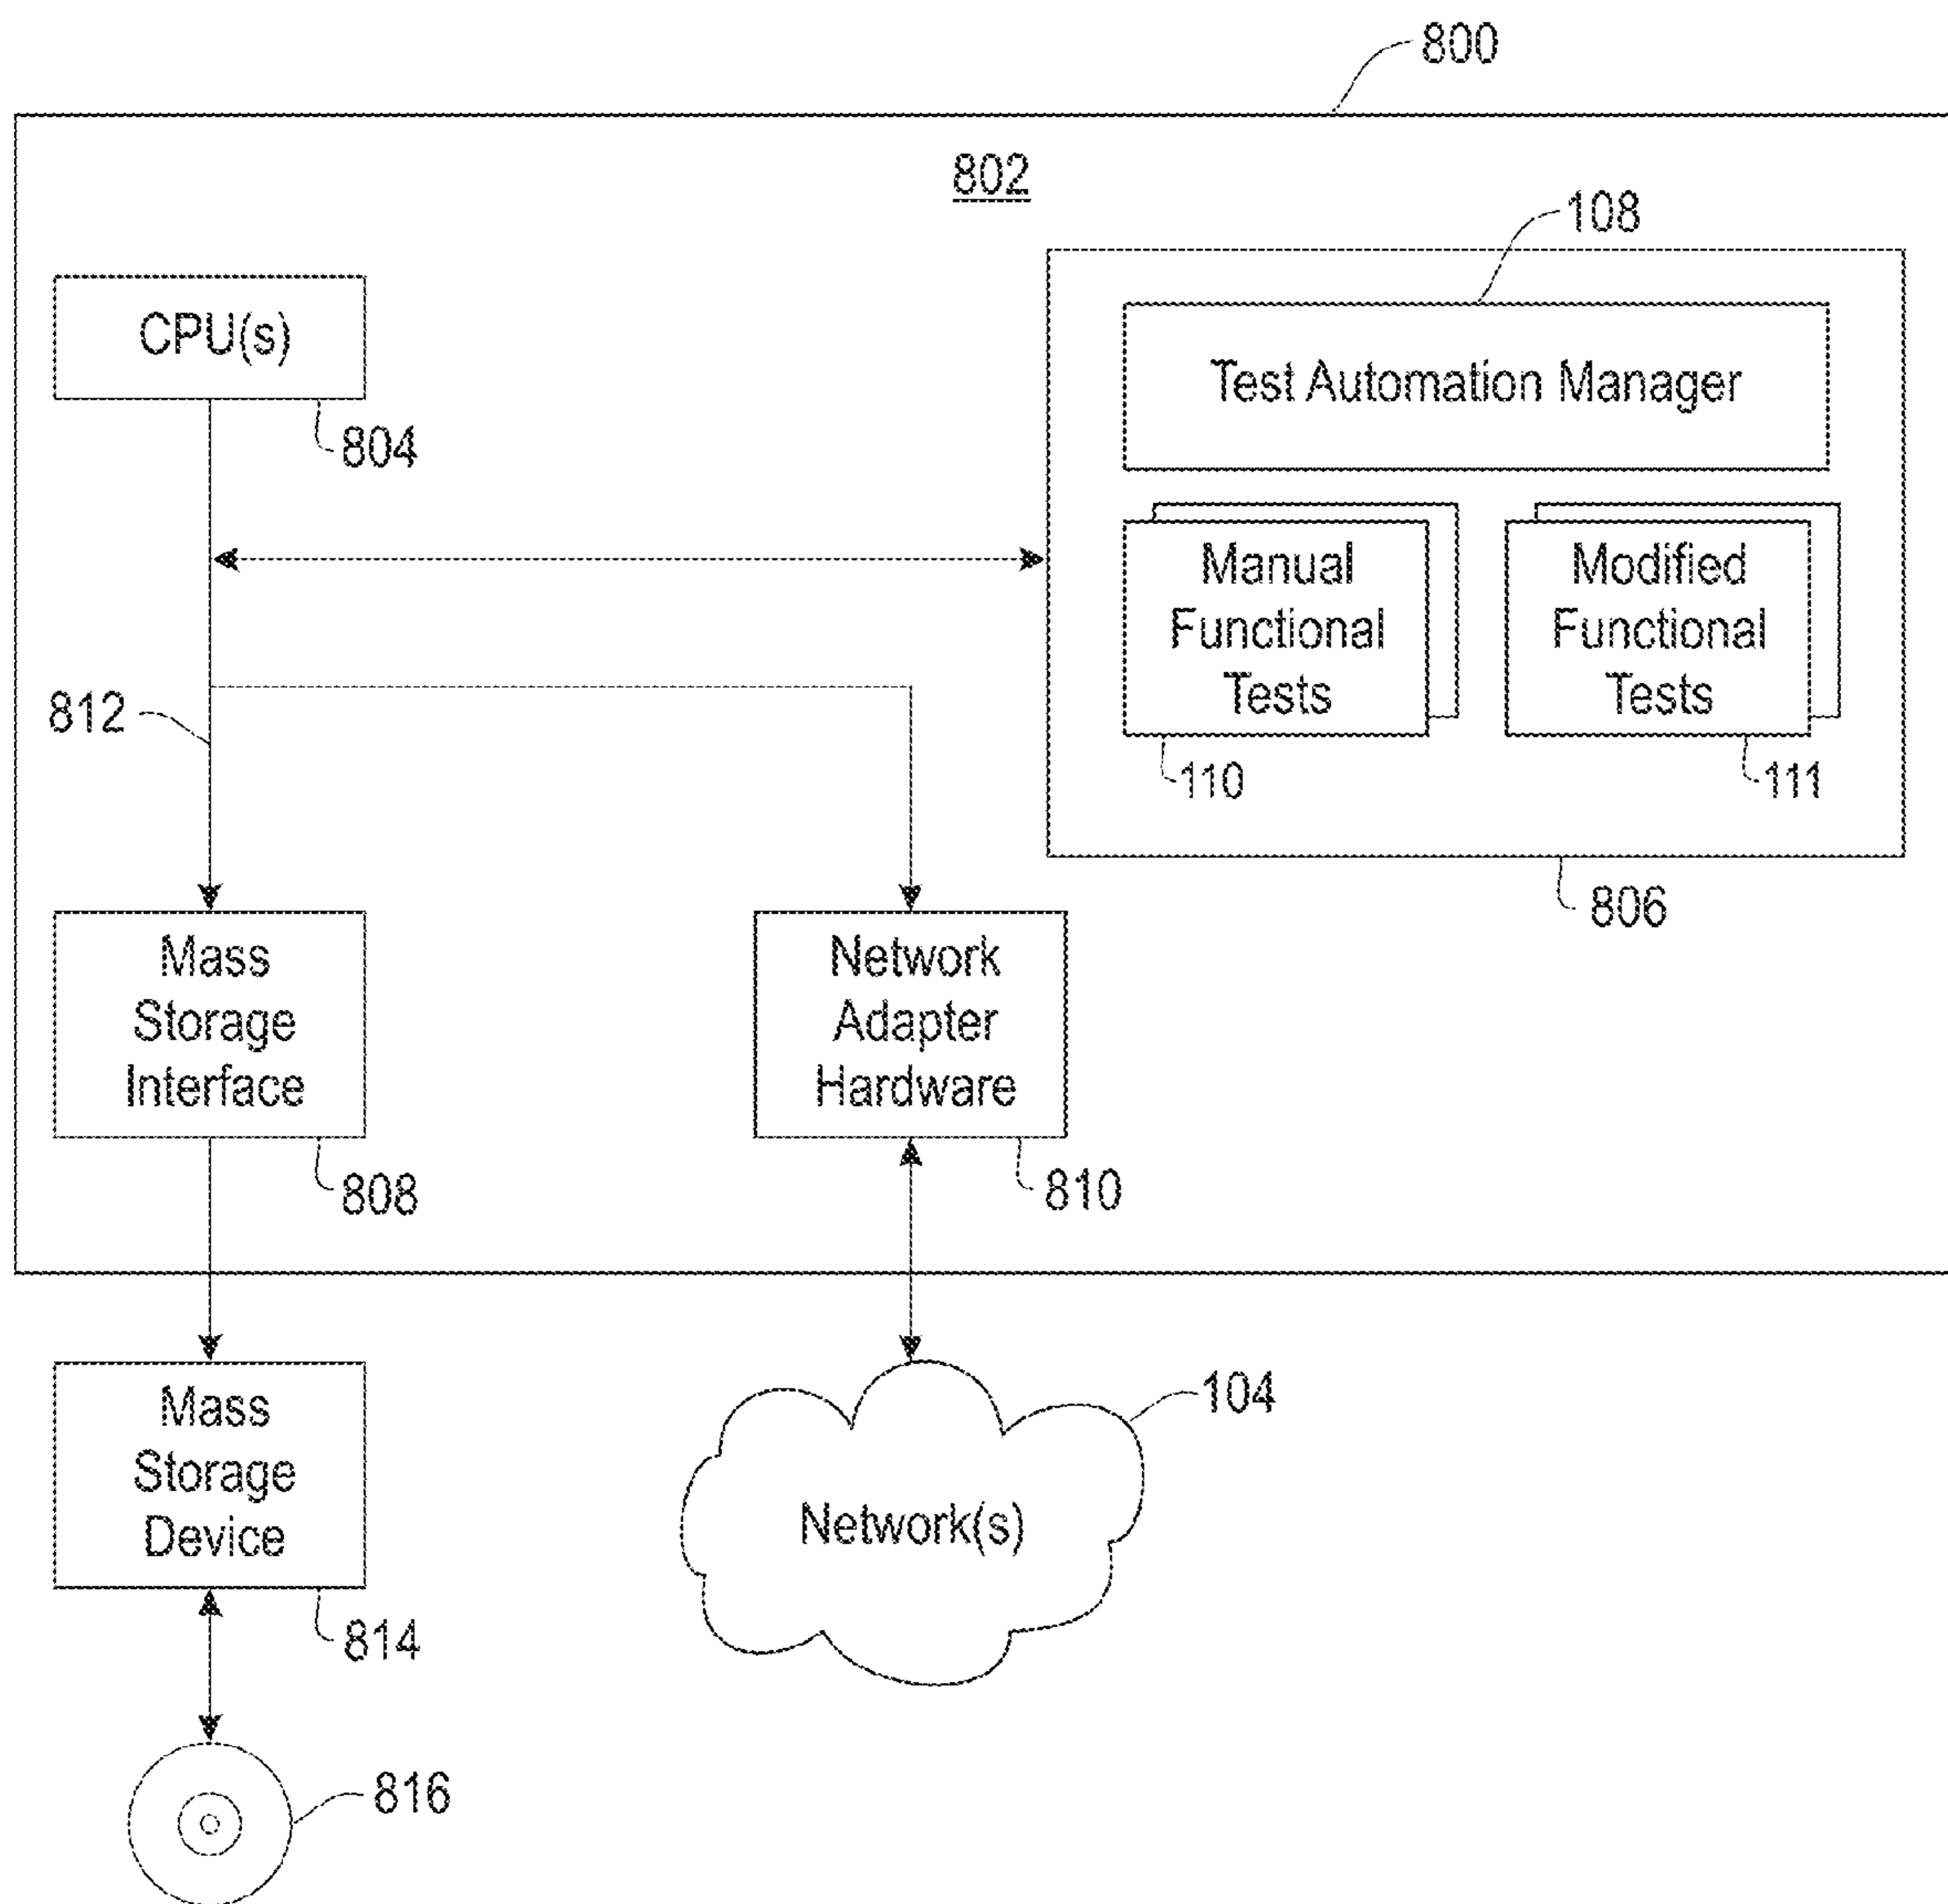 800
802
108
CPU(s)
804
Test Automation Manager
Manual
Functional
Tests
Modified
Functional
Tests
110
111
812
806
Mass
Storage
Interface
808
Network
Adapter
Hardware
810
Mass
Storage
Device
814
104
Network(s)
816